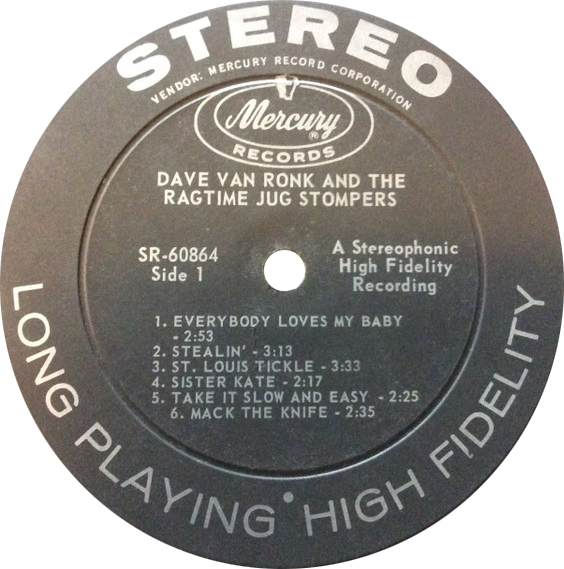 STEREO
VENDOR: MERCURY RECORD CORPORATION
Mercury ®
RECORDS
DAVE VAN RONK AND THE
RAGTIME JUG STOMPERS
SR-60864
Side 1
A Stereophonic
High Fidelity
Recording
1. EVERYBODY LOVES MY BABY
- 2:53
2. STEALIN' - 3:13
3. ST. LOUIS TICKLE - 3:33
4. SISTER KATE - 2:17
5. TAKE IT SLOW AND EASY - 2:25
6. MACK THE KNIFE - 2:35
LONG PLAYING • HIGH FIDELITY